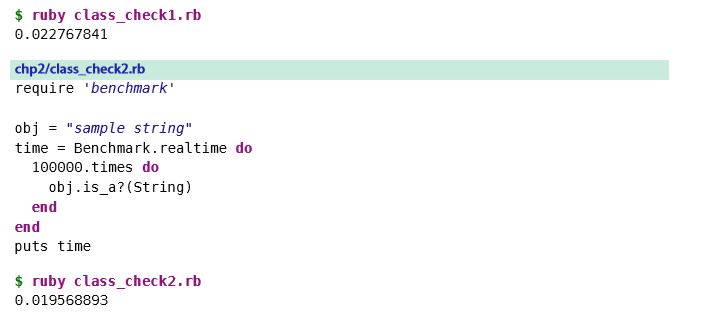 $ ruby class_check1.rb
0.022767841
chp2/class_check2.rb
require 'benchmark'
obj = "sample string"
time = Benchmark.realtime do
  100000.times do
    obj.is_a?(String)
  end
end
puts time
$ ruby class_check2.rb
0.019568893